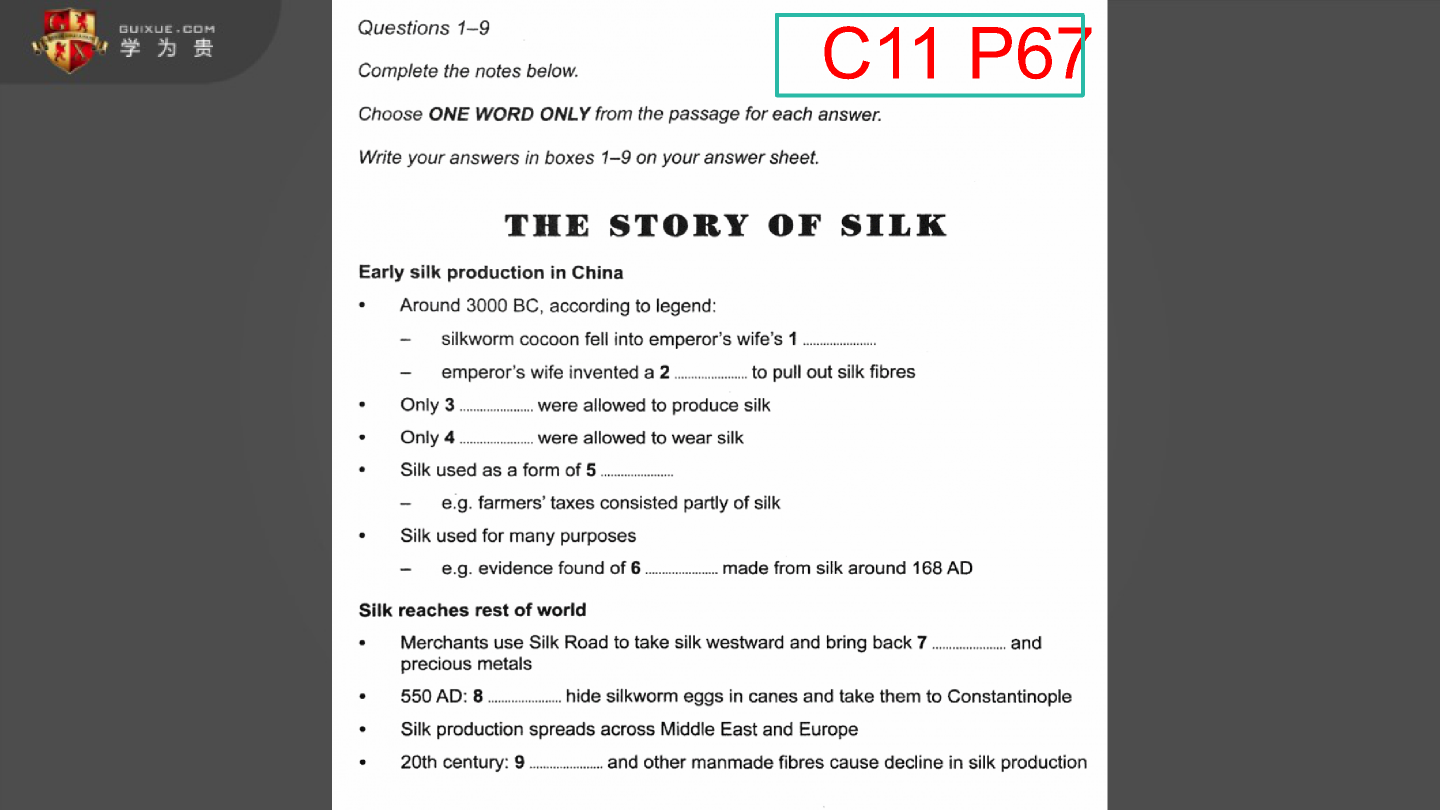 GUIXUE.COM
学为贵
C11 P67
Questions 1–9
Complete the notes below.
Choose ONE WORD ONLY from the passage for each answer.
Write your answers in boxes 1–9 on your answer sheet.
THE STORY OF SILK
Early silk production in China
• Around 3000 BC, according to legend:
– silkworm cocoon fell into emperor's wife's 1 ......................
– emperor's wife invented a 2 ...................... to pull out silk fibres
• Only 3 ...................... were allowed to produce silk
• Only 4 ...................... were allowed to wear silk
• Silk used as a form of 5 ......................
– e.g. farmers' taxes consisted partly of silk
• Silk used for many purposes
– e.g. evidence found of 6 ...................... made from silk around 168 AD
Silk reaches rest of world
• Merchants use Silk Road to take silk westward and bring back 7 ...................... and
precious metals
• 550 AD: 8 ...................... hide silkworm eggs in canes and take them to Constantinople
• Silk production spreads across Middle East and Europe
• 20th century: 9 ...................... and other manmade fibres cause decline in silk production